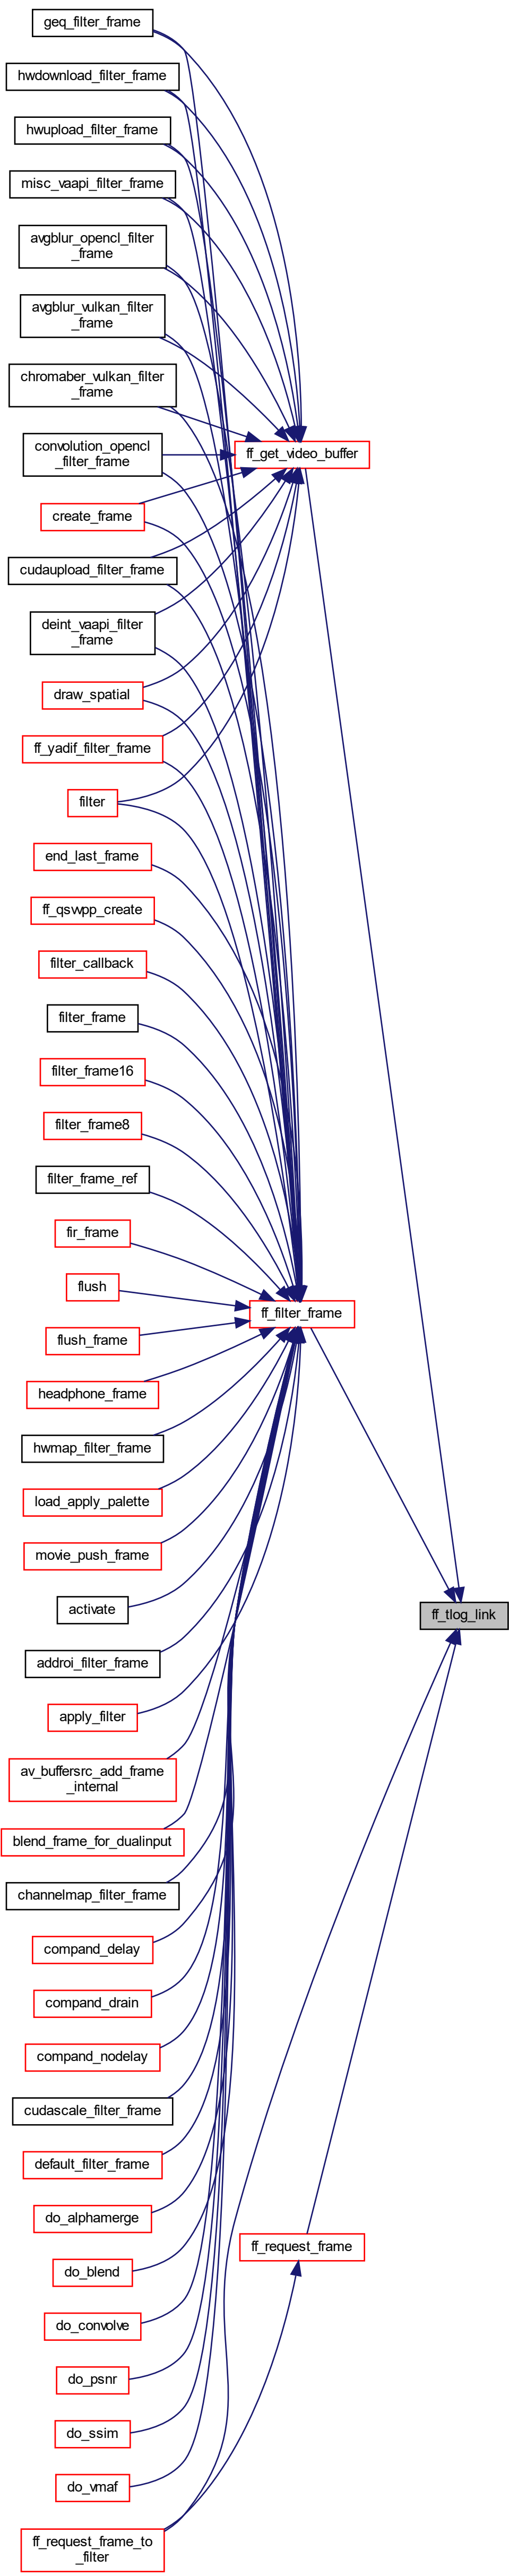 geq_filter_frame
hwdownload_filter_frame
hwupload_filter_frame
misc_vaapi_filter_frame
avgblur_opencl_filter
_frame
avgblur_vulkan_filter
_frame
chromaber_vulkan_filter
_frame
convolution_opencl
_filter_frame
ff_get_video_buffer
create_frame
cudaupload_filter_frame
deint_vaapi_filter
_frame
draw_spatial
ff_yadif_filter_frame
filter
end_last_frame
ff_qsvvpp_create
filter_callback
filter_frame
filter_frame16
filter_frame8
filter_frame_ref
fir_frame
flush
ff_filter_frame
flush_frame
headphone_frame
hwmap_filter_frame
load_apply_palette
movie_push_frame
activate
ff_tlog_link
addroi_filter_frame
apply_filter
av_buffersrc_add_frame
_internal
blend_frame_for_dualinput
channelmap_filter_frame
compand_delay
compand_drain
compand_nodelay
cudascale_filter_frame
default_filter_frame
do_alphamerge
ff_request_frame
do_blend
do_convolve
do_psnr
do_ssim
do_vmaf
ff_request_frame_to
_filter